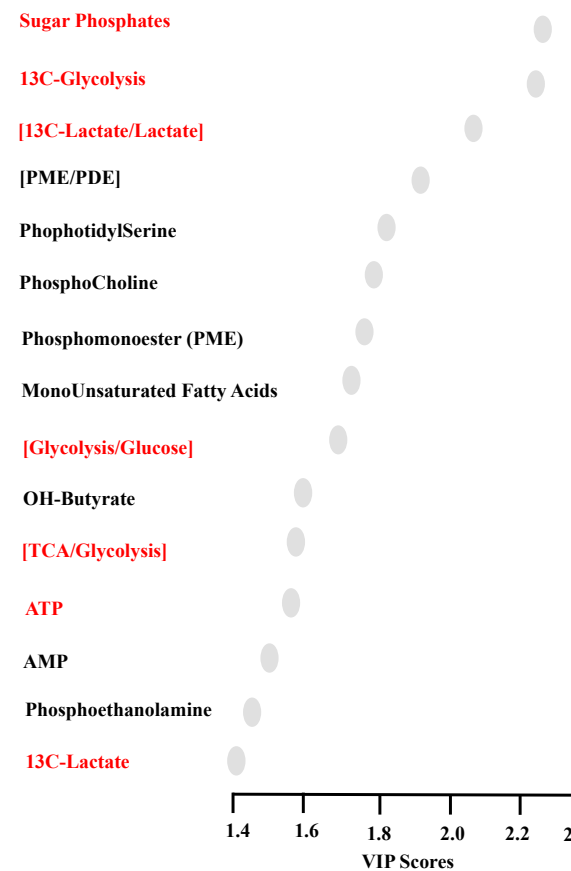 Sugar Phosphates
13C-Glycolysis
[13C-Lactate/Lactate]
[PME/PDE]
PhophotidylSerine
PhosphoCholine
Phosphomonoester (PME)
MonoUnsaturated Fatty Acids
[Glycolysis/Glucose]
OH-Butyrate
[TCA/Glycolysis]
ATP
AMP
Phosphoethanolamine
13C-Lactate
1.4 1.6 1.8 2.0 2.2
VIP Scores